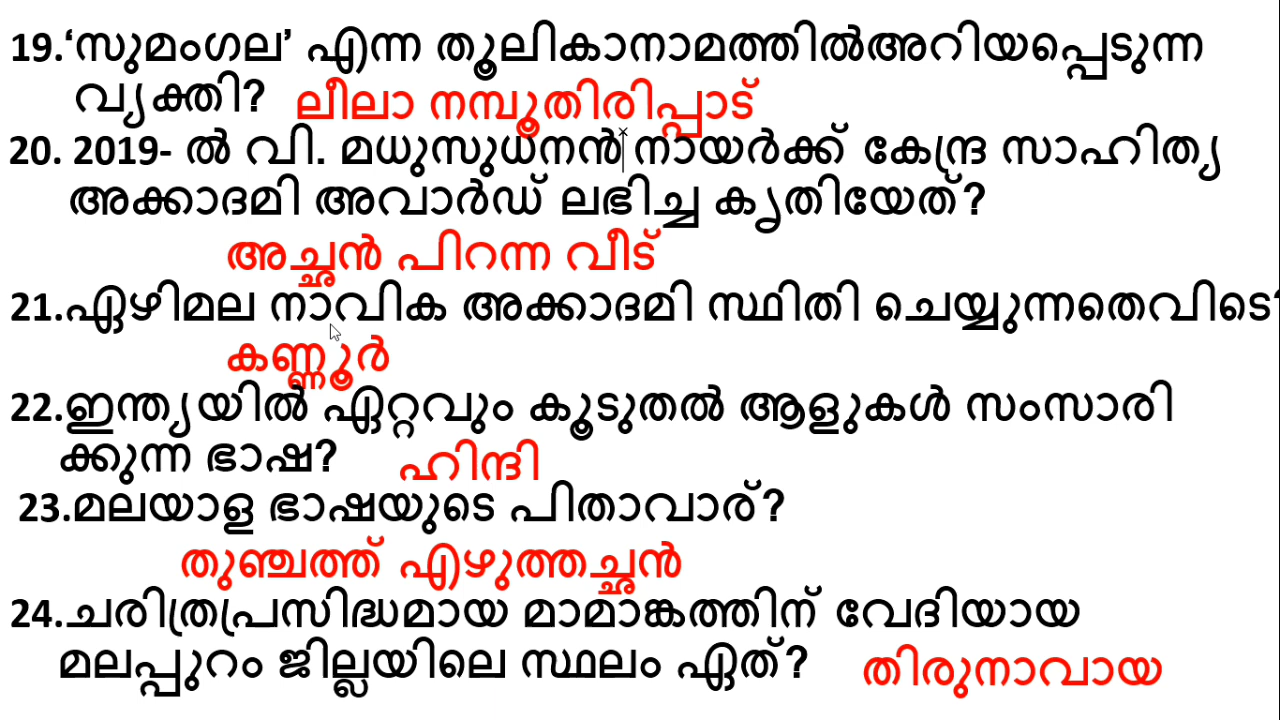 19.‘സുമംഗല’ എന്ന തൂലികാനാമത്തിൽഅറിയപ്പെടുന്ന
വ്യക്തി? ലീലാ നമ്പൂതിരിപ്പാട്
20. 2019- ൽ വി. മധുസുധനൻ നായർക്ക് കേന്ദ്ര സാഹിത്യ
അക്കാദമി അവാർഡ് ലഭിച്ച കൃതിയേത്?
അച്ഛൻ പിറന്ന വീട്
21.ഏഴിമല നാവിക അക്കാദമി സ്ഥിതി ചെയ്യുന്നതെവിടെ?
കണ്ണൂർ
22.ഇന്ത്യയിൽ ഏറ്റവും കൂടുതൽ ആളുകൾ സംസാരി
ക്കുന്ന ഭാഷ? ഹിന്ദി
23.മലയാള ഭാഷയുടെ പിതാവാര്?
തുഞ്ചത്ത് എഴുത്തച്ഛൻ
24.ചരിത്രപ്രസിദ്ധമായ മാമാങ്കത്തിന് വേദിയായ
മലപ്പുറം ജില്ലയിലെ സ്ഥലം ഏത്? തിരുനാവായ